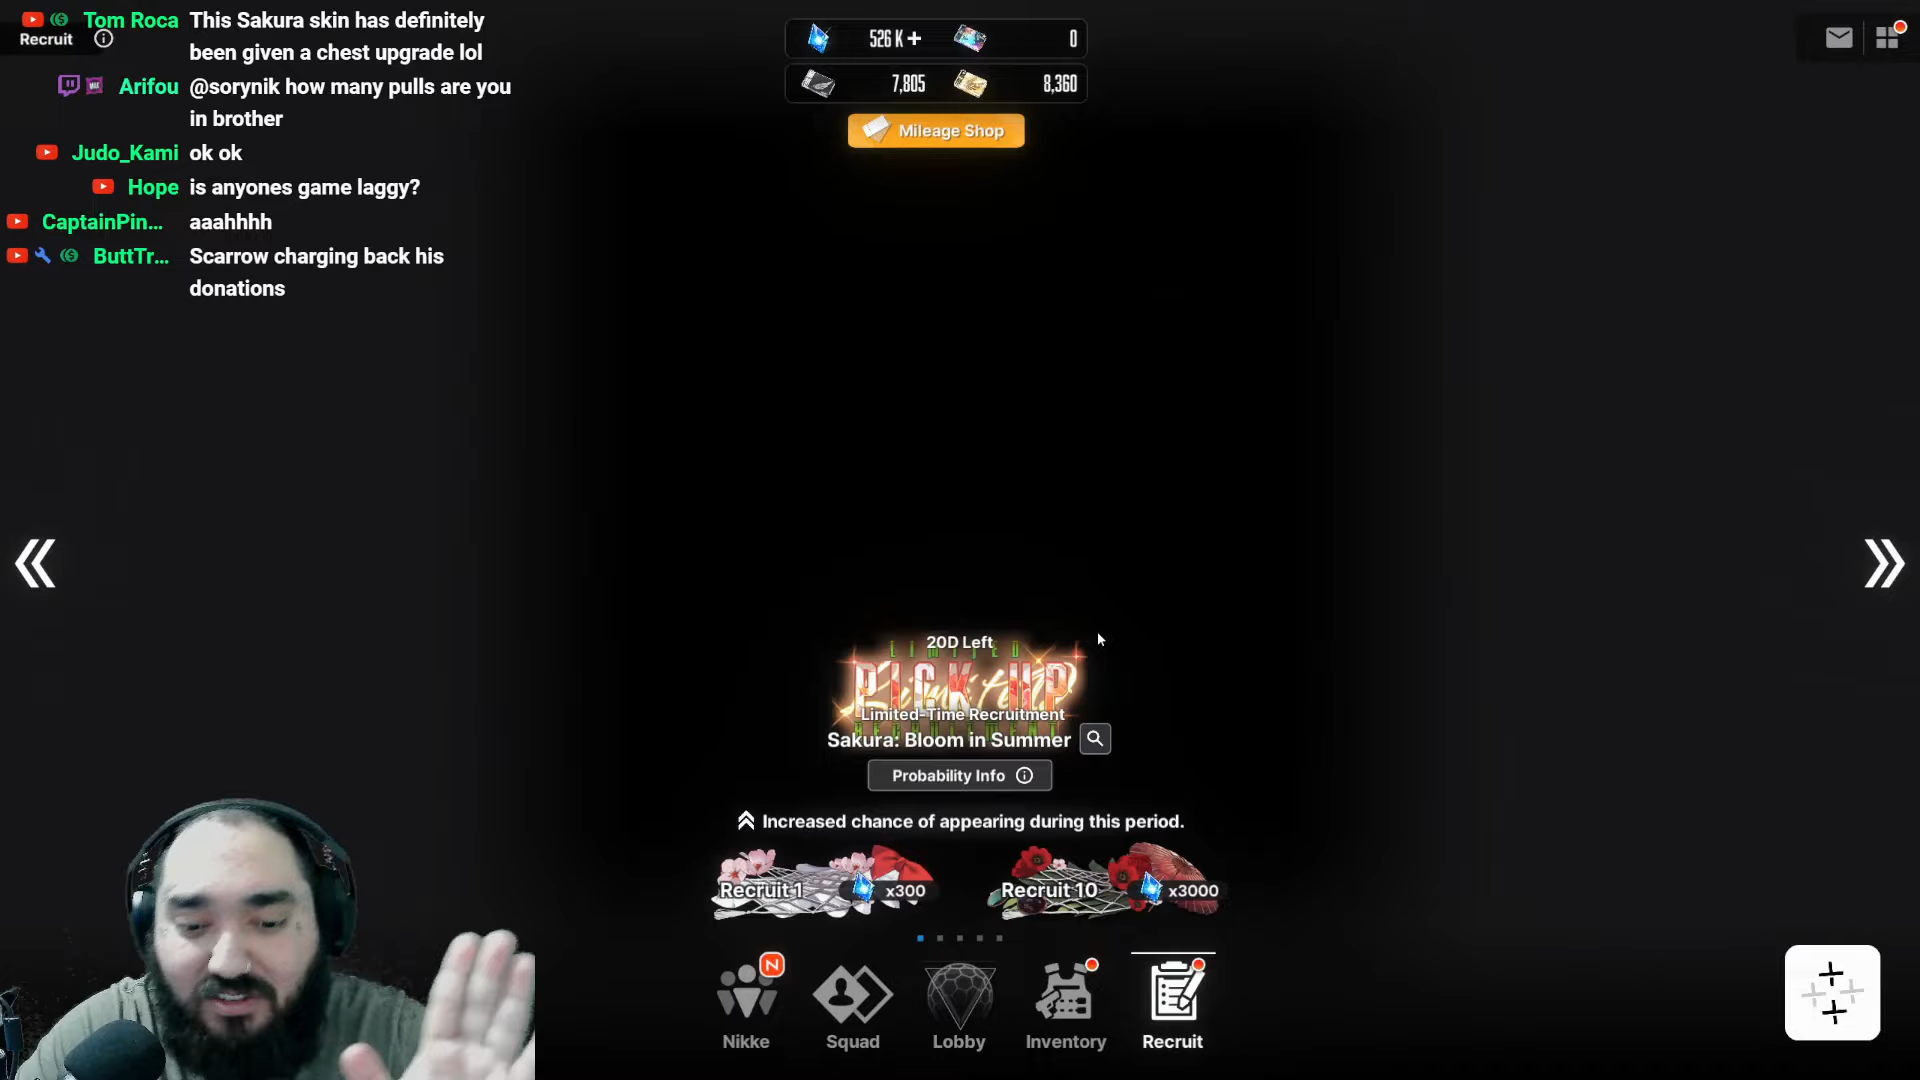 Tom Roca This Sakura skin has definitely
been given a chest upgrade lol
Recruit
Arifou @sorynik how many pulls are you
in brother
Judo_Kami ok ok
Hope is anyones game laggy?
CaptainPin... aaahhhh
ButtTr... Scarrow charging back his
donations
526 K + 0
7,805 8,360
Mileage Shop
20D Left
LIMITED
PICK UP
Limited-Time Recruitment
Sakura: Bloom in Summer
Probability Info
Increased chance of appearing during this period.
Recruit 1 x300
Recruit 10 x3000
N
Nikke
Squad
Lobby
Inventory
Recruit